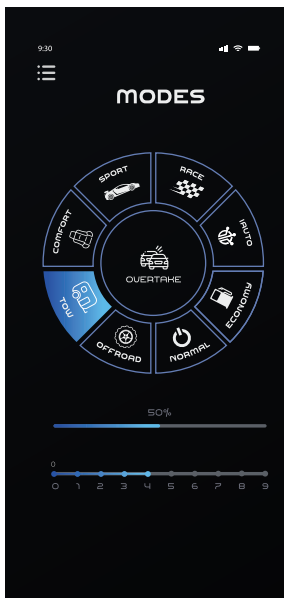 9:30
MODES
SPORT
RACE
COMFORT
IAUTO
OVERTAKE
TOW
ECONOMY
OFFROAD
NORMAL
50%
0
0 1 2 3 4 5 6 7 8 9